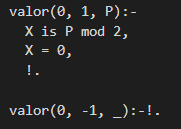 valor(0, 1, P):-
X is P mod 2,
X = 0,
!.
valor(0, -1, _):-!.